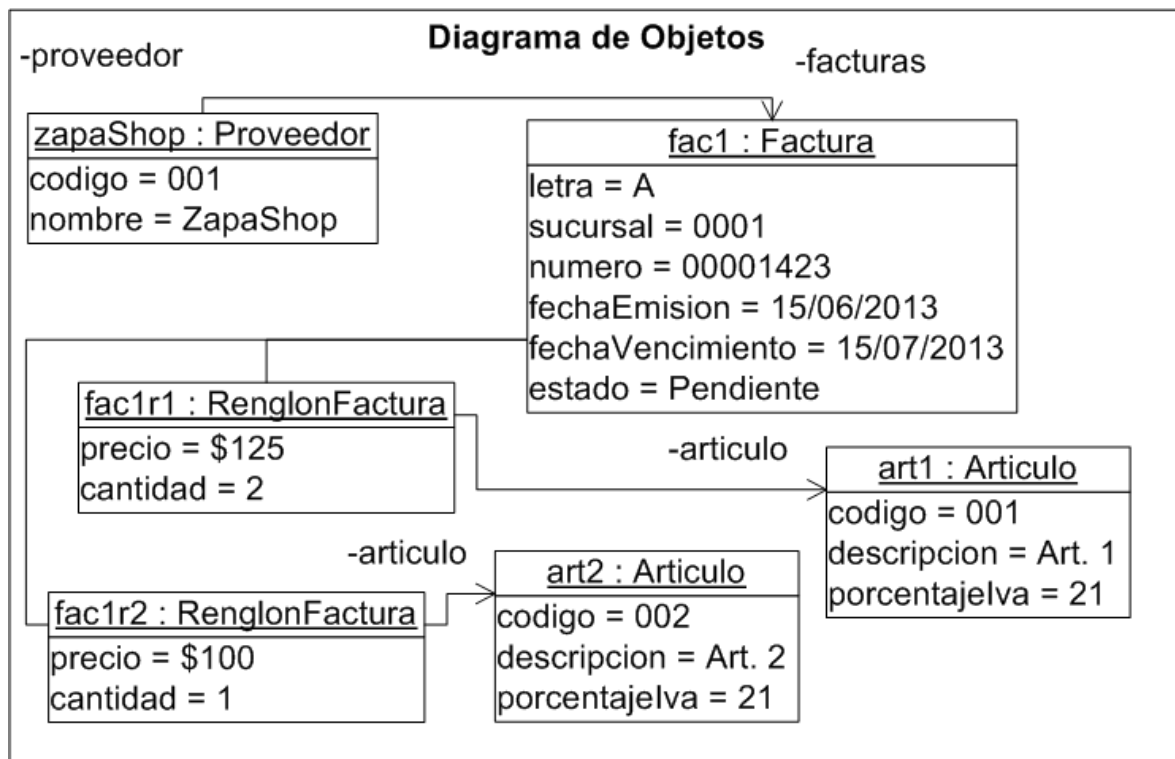 Diagrama de Objetos
-proveedor
-facturas
zapaShop : Proveedor
codigo = 001
nombre = ZapaShop
fac1 : Factura
letra = A
sucursal = 0001
numero = 00001423
fechaEmision = 15/06/2013
fechaVencimiento = 15/07/2013
estado = Pendiente
fac1r1 : RenglonFactura
precio = $125
cantidad = 2
-articulo
art1 : Articulo
codigo = 001
descripcion = Art. 1
porcentajeIva = 21
-articulo
art2 : Articulo
codigo = 002
descripcion = Art. 2
porcentajeIva = 21
fac1r2 : RenglonFactura
precio = $100
cantidad = 1